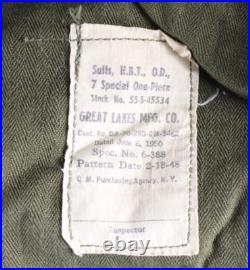 Suits, H.B.T., O.D.,
7 Special One-Piece
Stock No. 55-S-45534
GREAT LAKES MFG. CO.
Dated June 6, 1950
Spec. No. 6-388
Pattern Date 2-18-48
Q. M. Purchasing Agency, N. Y.
Inspector